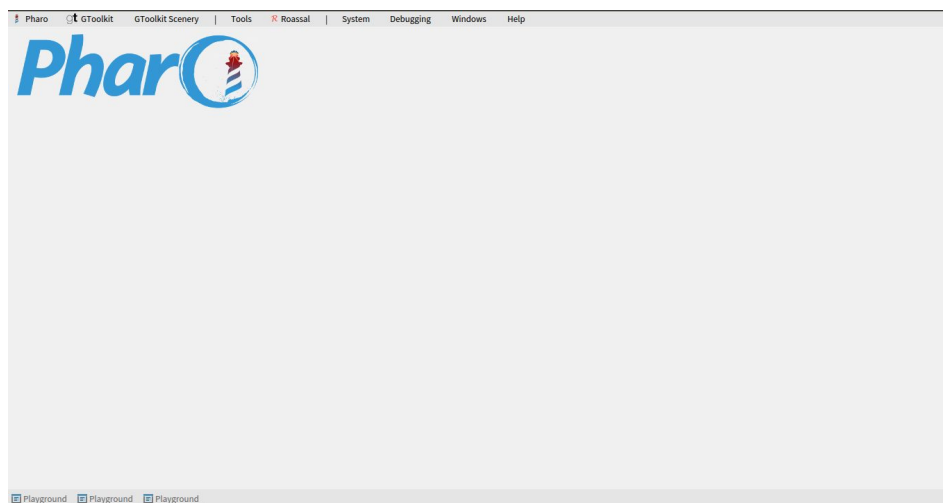 Pharo GToolkit GToolkit Scenery | Tools Roassal | System Debugging Windows Help
Pharo
Playground Playground Playground